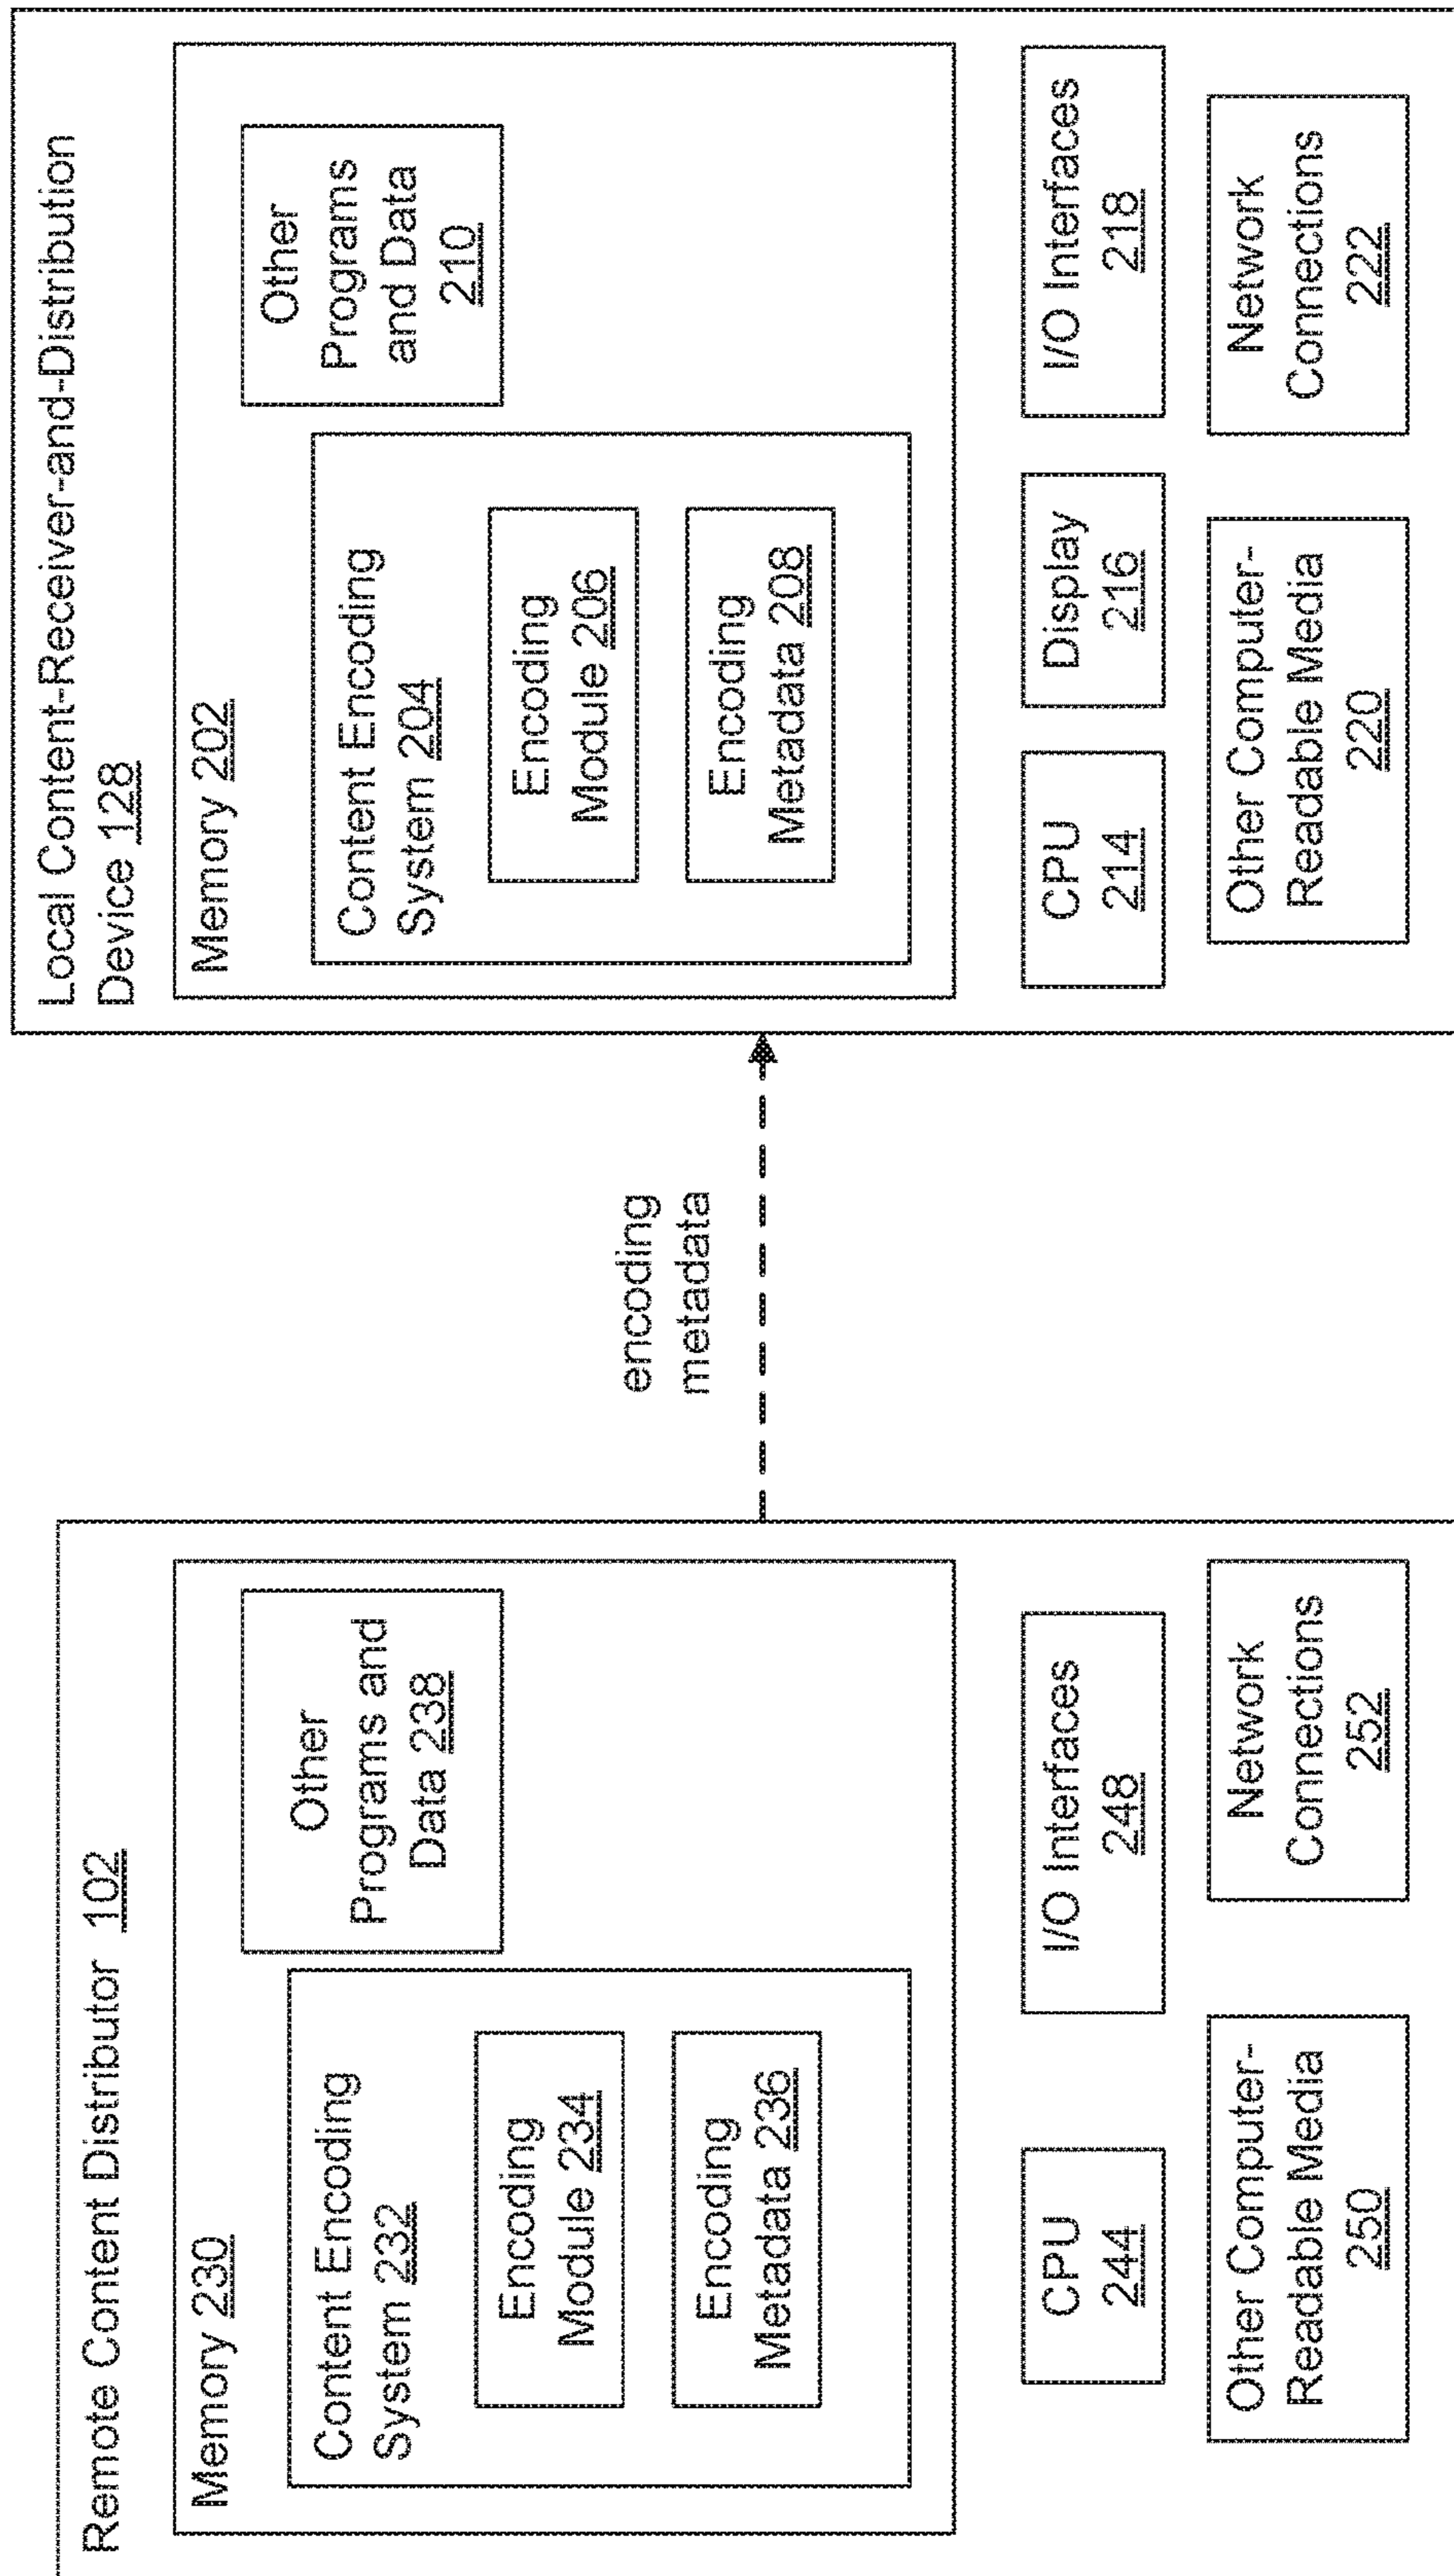 Remote Content Distributor 102
Memory 230
Content Encoding
System 232
Encoding
Module 234
Encoding
Metadata 236
Other
Programs and
Data 238
CPU
244
I/O Interfaces
248
Other Computer-
Readable Media
250
Network
Connections
252
encoding
metadata
Local Content-Receiver-and-Distribution
Device 128
Memory 202
Content Encoding
System 204
Encoding
Module 206
Encoding
Metadata 208
Other
Programs
and Data
210
CPU
214
Display
216
I/O Interfaces
218
Other Computer-
Readable Media
220
Network
Connections
222